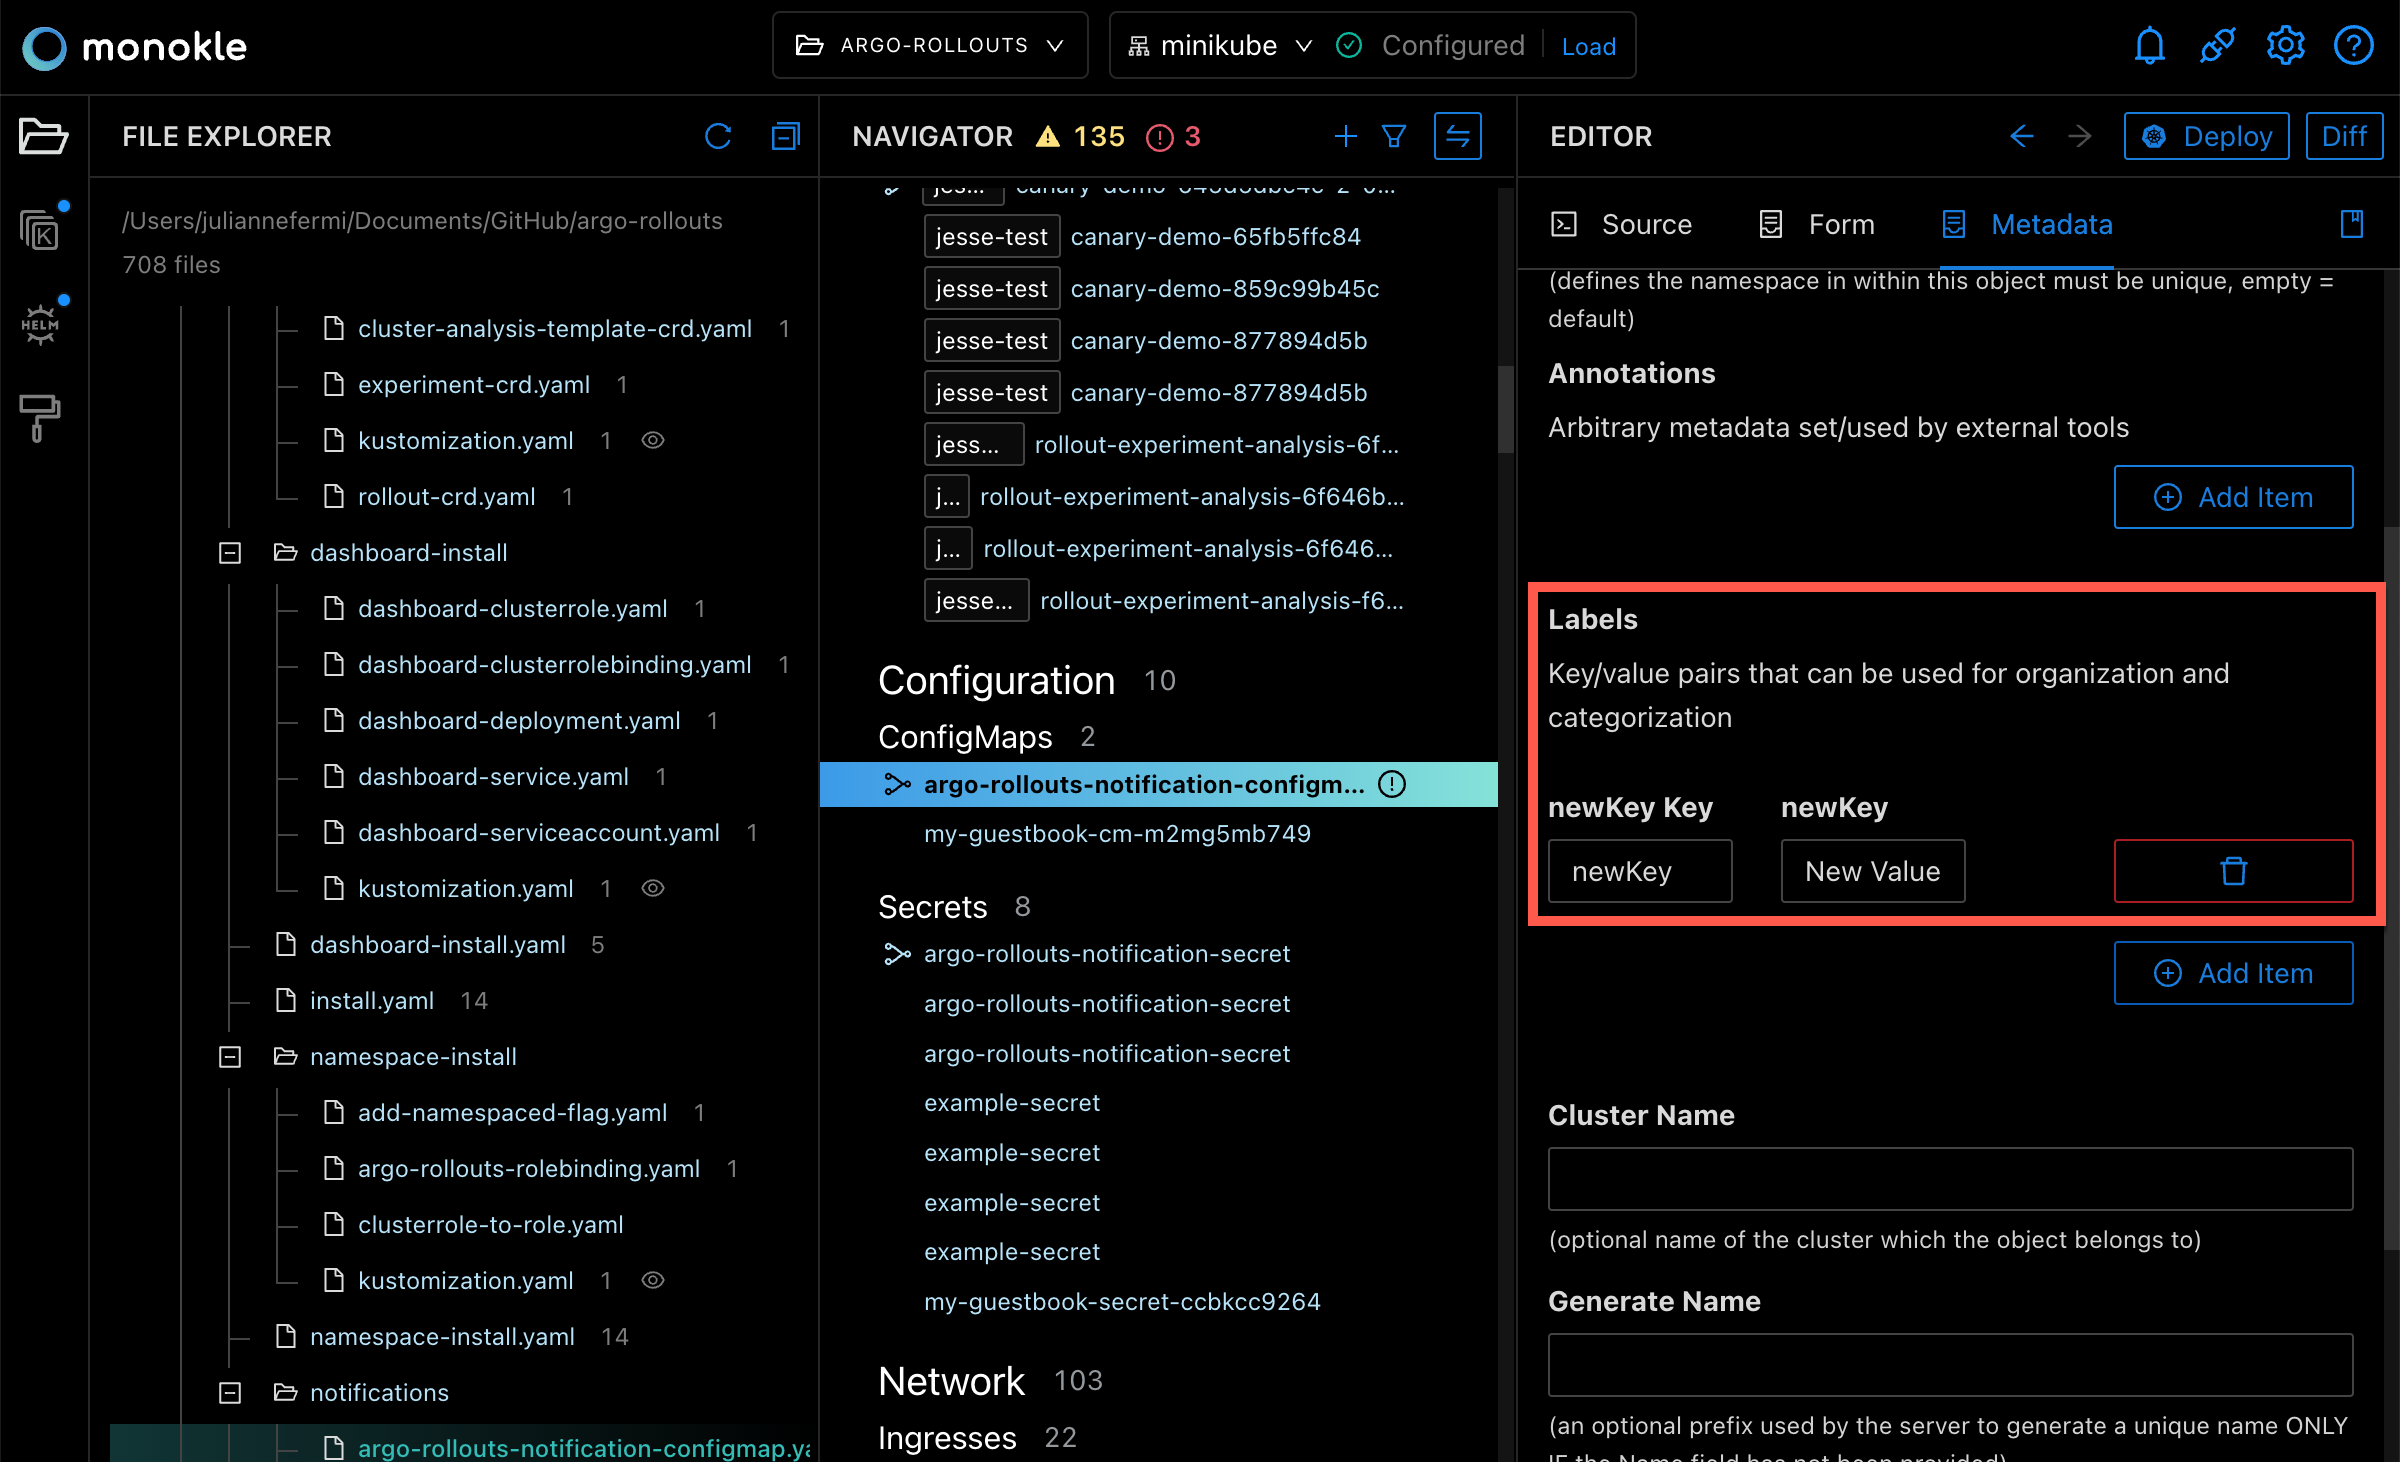 monokle
ARGO-ROLLOUTS
minikube
Configured
Load
FILE EXPLORER
/Users/juliannefermi/Documents/GitHub/argo-rollouts
708 files
cluster-analysis-template-crd.yaml 1
experiment-crd.yaml 1
kustomization.yaml 1
rollout-crd.yaml 1
dashboard-install
dashboard-clusterrole.yaml 1
dashboard-clusterrolebinding.yaml 1
dashboard-deployment.yaml 1
dashboard-service.yaml 1
dashboard-serviceaccount.yaml 1
kustomization.yaml 1
dashboard-install.yaml 5
install.yaml 14
namespace-install
add-namespaced-flag.yaml 1
argo-rollouts-rolebinding.yaml 1
clusterrole-to-role.yaml
kustomization.yaml 1
namespace-install.yaml 14
notifications
argo-rollouts-notification-configmap.ya
K
HELM
NAVIGATOR 135 3
jesse-test canary-demo-65fb5ffc84
jesse-test canary-demo-859c99b45c
jesse-test canary-demo-877894d5b
jesse-test canary-demo-877894d5b
jess... rollout-experiment-analysis-6f...
j... rollout-experiment-analysis-6f646b...
j... rollout-experiment-analysis-6f646...
jesse... rollout-experiment-analysis-f6...
Configuration 10
ConfigMaps 2
argo-rollouts-notification-configm...
my-guestbook-cm-m2mg5mb749
Secrets 8
argo-rollouts-notification-secret
argo-rollouts-notification-secret
argo-rollouts-notification-secret
example-secret
example-secret
example-secret
example-secret
my-guestbook-secret-ccbkcc9264
Network 103
Ingresses 22
EDITOR
Deploy
Diff
Source
Form
Metadata
(defines the namespace in within this object must be unique, empty =
default)
Annotations
Arbitrary metadata set/used by external tools
Add Item
Labels
Key/value pairs that can be used for organization and
categorization
newKey Key newKey
newKey New Value
Add Item
Cluster Name
(optional name of the cluster which the object belongs to)
Generate Name
(an optional prefix used by the server to generate a unique name ONLY
IF the Name field has not been provided)